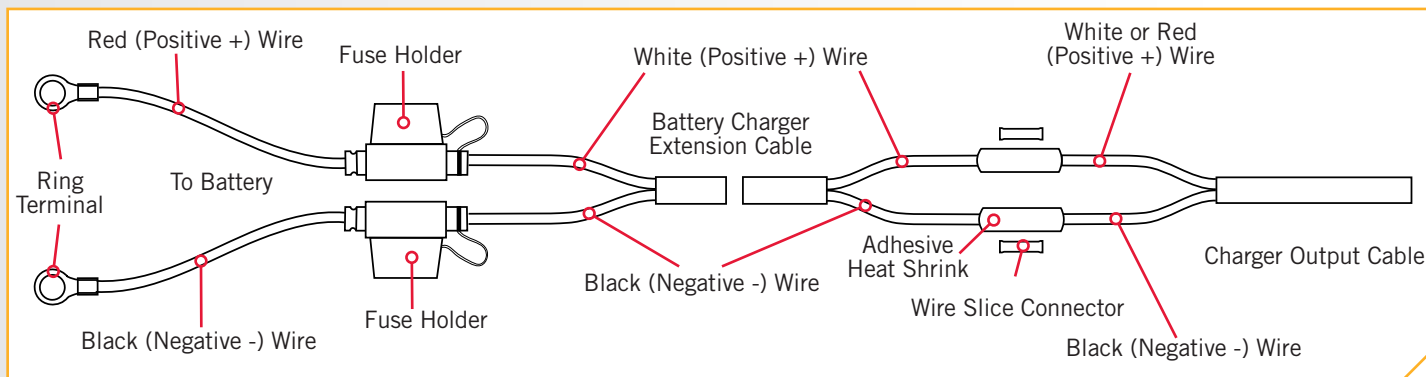 Red (Positive +) Wire
Fuse Holder
White (Positive +) Wire
White or Red
(Positive +) Wire
Battery Charger
Extension Cable
Ring
Terminal
To Battery
Adhesive
Heat Shrink
Charger Output Cable
Black (Negative -) Wire
Wire Slice Connector
Fuse Holder
Black (Negative -) Wire
Black (Negative -) Wire